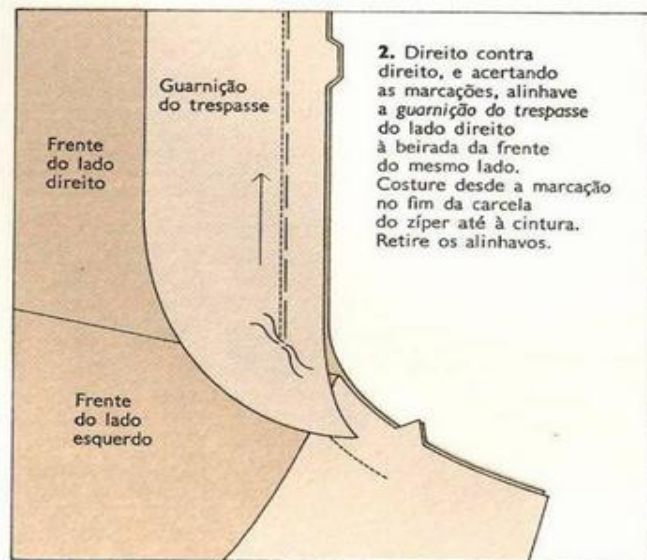 Guarnição
do trespasse
Frente
do lado
direito
Frente
do lado
esquerdo
2. Direito contra
direito, e acertando
as marcações, alinhave
a guarnição do trespasse
do lado direito
à beirada da frente
do mesmo lado.
Costure desde a marcação
no fim da carcela
do zíper até à cintura.
Retire os alinhavos.